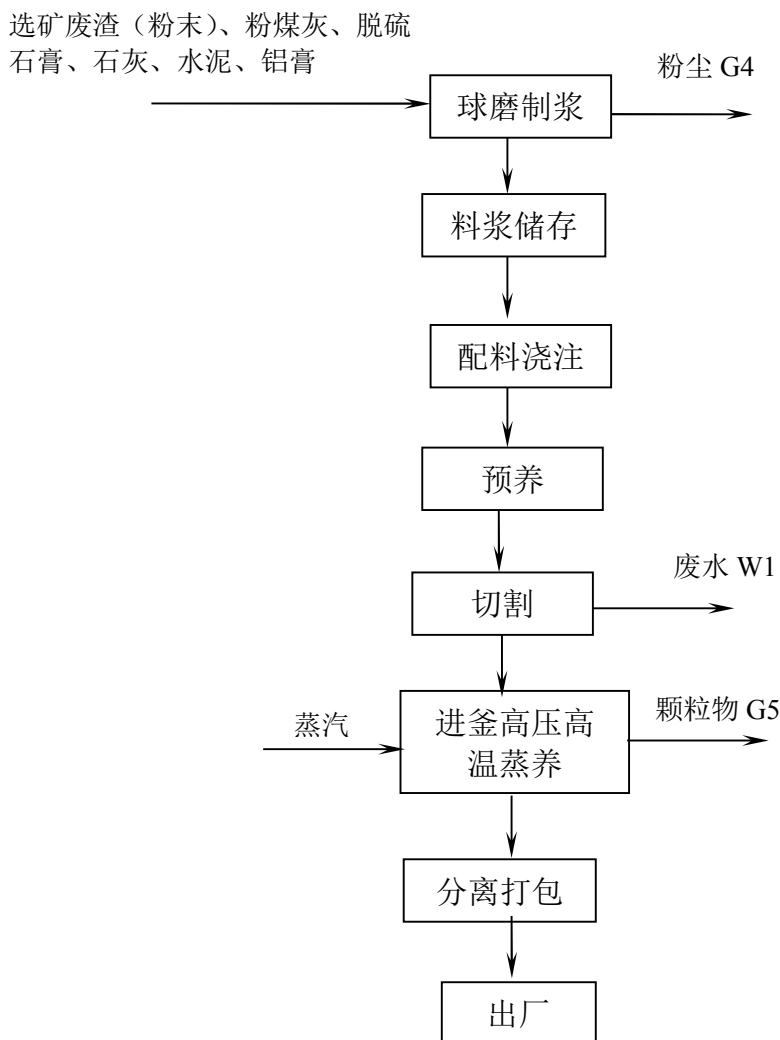 选矿废渣（粉末）、粉煤灰、脱硫
石膏、石灰、水泥、铝膏
粉尘 G4
球磨制浆
料浆储存
配料浇注
预养
废水 W1
切割
蒸汽
进釜高压高
温蒸养
颗粒物 G5
分离打包
出厂